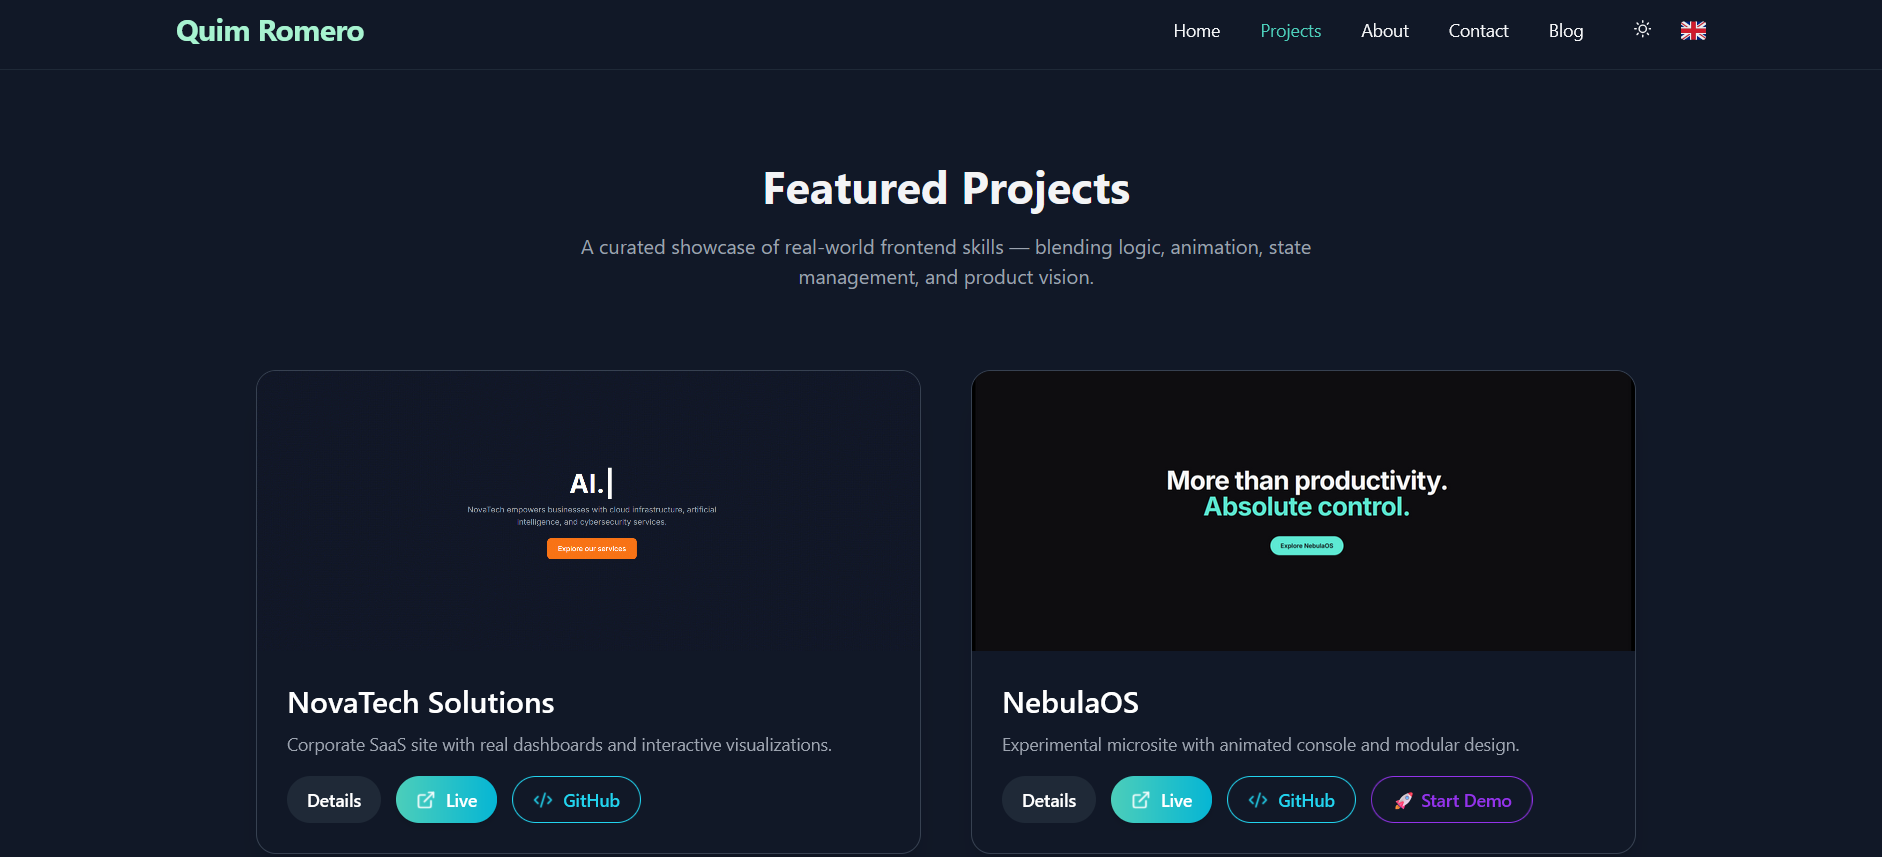 Quim Romero
Home Projects About Contact Blog
Featured Projects
A curated showcase of real-world frontend skills — blending logic, animation, state
management, and product vision.
AI.|
NovaTech empowers businesses with cloud infrastructure, artificial
intelligence, and cybersecurity services.
Explore our services
NovaTech Solutions
Corporate SaaS site with real dashboards and interactive visualizations.
Details Live </> GitHub
More than productivity.
Absolute control.
Explore NebulaOS
NebulaOS
Experimental microsite with animated console and modular design.
Details Live </> GitHub 🚀 Start Demo